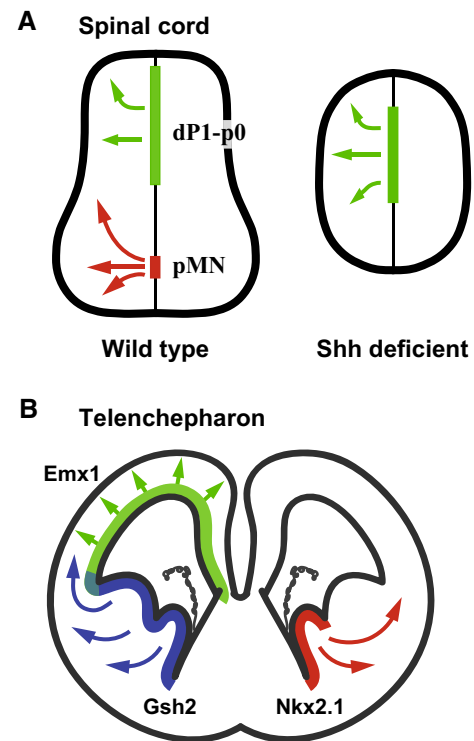 A
Spinal cord
dP1-p0
pMN
Wild type
Shh deficient
B
Telenchepharon
Emx1
Gsh2
Nkx2.1